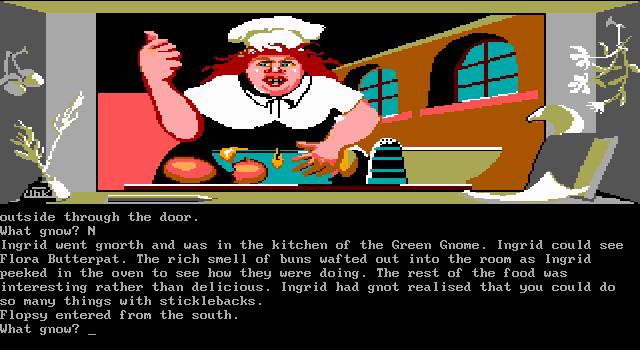 outside through the door.
What gnow? N
Ingrid went gnorth and was in the kitchen of the Green Gnome. Ingrid could see
Flora Butterpat. The rich smell of buns wafted out into the room as Ingrid
peeked in the oven to see how they were doing. The rest of the food was
interesting rather than delicious. Ingrid had gnot realised that you could do
so many things with sticklebacks.
Flopsy entered from the south.
What gnow? _